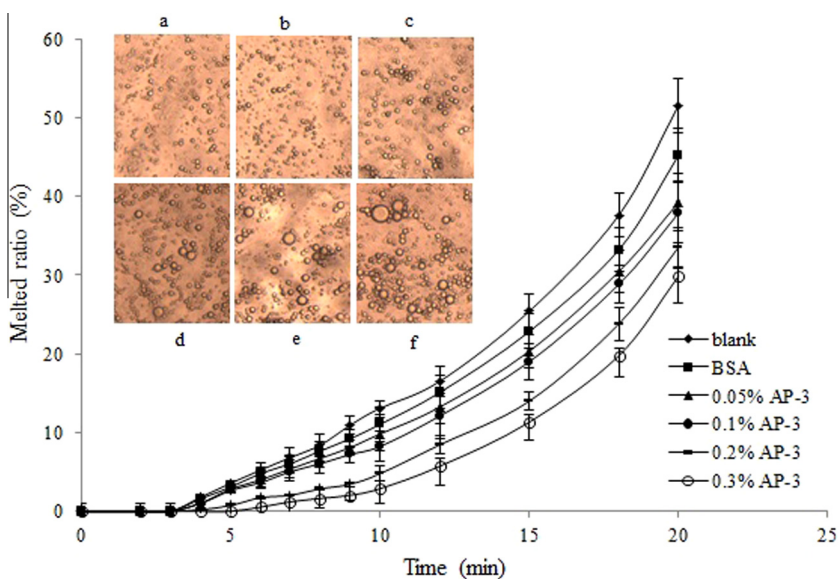 a b c
d e f
60
50
40
30
20
10
0
Melted ratio (%)
0 5 10 15 20 25
Time (min)
blank
BSA
0.05% AP-3
0.1% AP-3
0.2% AP-3
0.3% AP-3